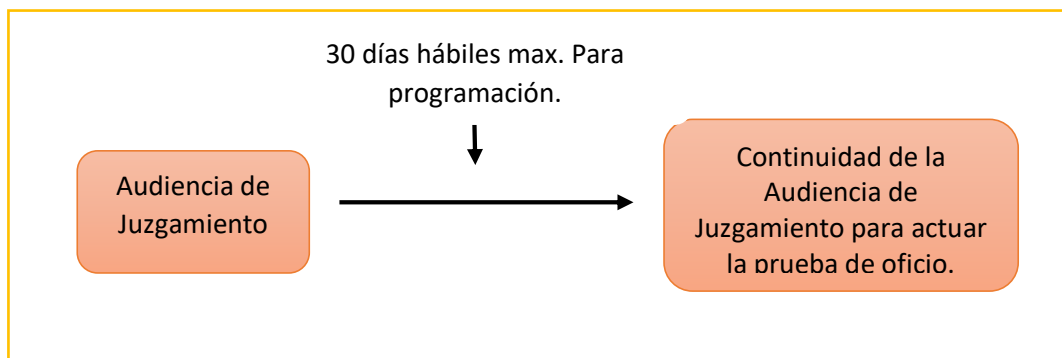 30 días hábiles max. Para
programación.
Audiencia de
Juzgamiento
Continuidad de la
Audiencia de
Juzgamiento para actuar
la prueba de oficio.